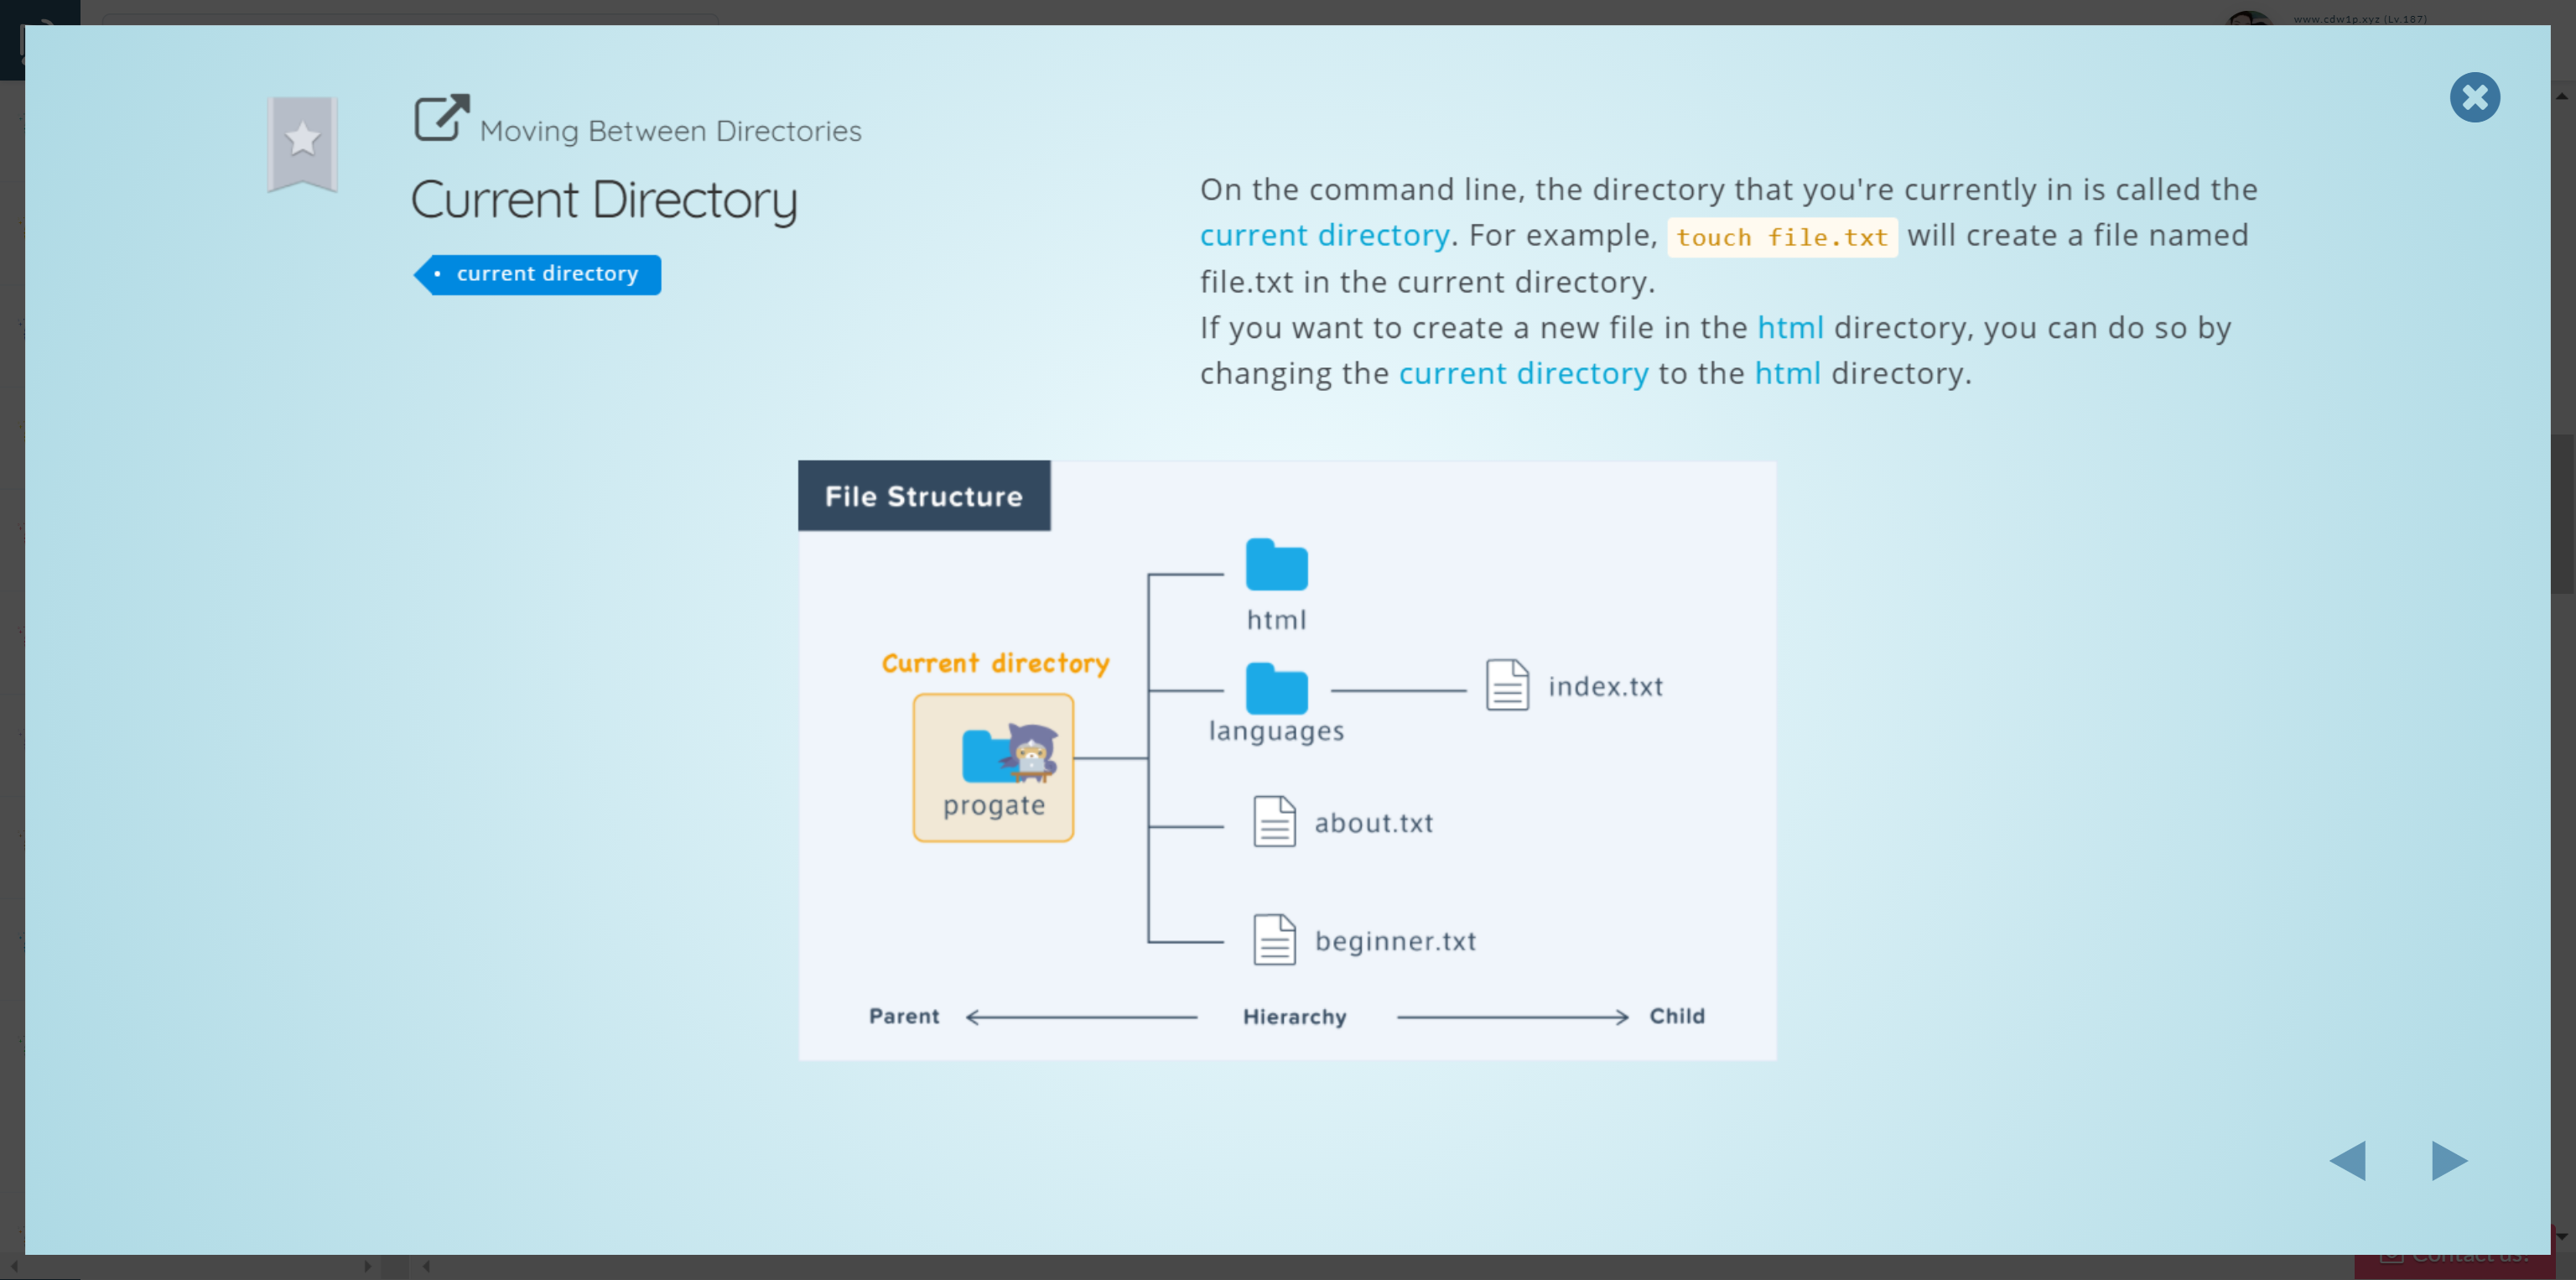 www.cdw1p.xyz (Lv.187)
Moving Between Directories
Current Directory
• current directory
On the command line, the directory that you're currently in is called the
current directory. For example, touch file.txt will create a file named
file.txt in the current directory.
If you want to create a new file in the html directory, you can do so by
changing the current directory to the html directory.
File Structure
html
Current directory
index.txt
languages
progate
about.txt
beginner.txt
Parent
Hierarchy
Child
Contact us!